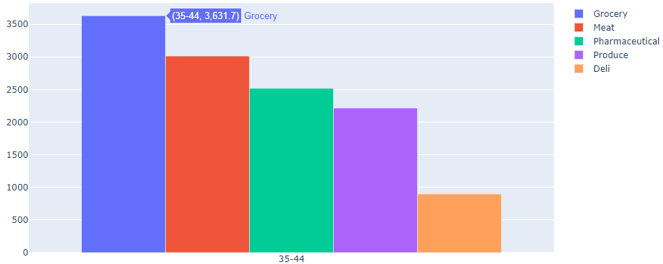 3500
3000
2500
2000
1500
1000
500
0
35-44
(35-44, 3,631.7) Grocery
Grocery
Meat
Pharmaceutical
Produce
Deli